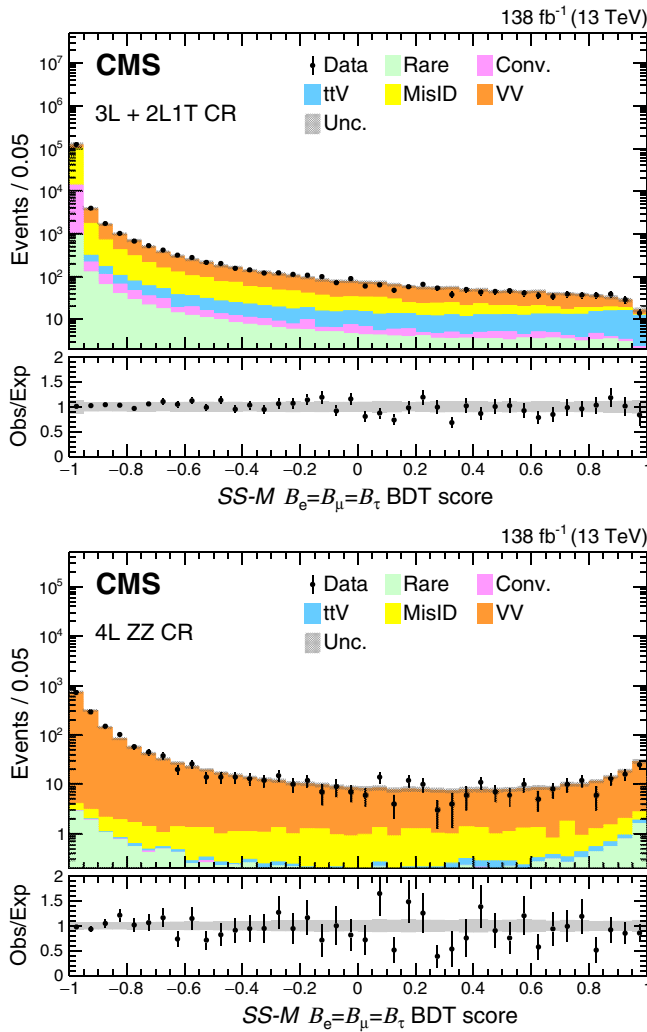 138 fb⁻¹ (13 TeV)
CMS
Data
Rare
Conv.
ttV
MisID
VV
3L + 2L1T CR
Unc.
Events / 0.05
10⁷
10⁶
10⁵
10⁴
10³
10²
10
Obs/Exp
2
1.5
1
0.5
0
−1 −0.8 −0.6 −0.4 −0.2 0 0.2 0.4 0.6 0.8 1
SS-M Bₑ=B_μ=B_τ BDT score
138 fb⁻¹ (13 TeV)
CMS
Data
Rare
Conv.
ttV
MisID
VV
4L ZZ CR
Unc.
Events / 0.05
10⁵
10⁴
10³
10²
10
1
Obs/Exp
2
1.5
1
0.5
0
−1 −0.8 −0.6 −0.4 −0.2 0 0.2 0.4 0.6 0.8 1
SS-M Bₑ=B_μ=B_τ BDT score